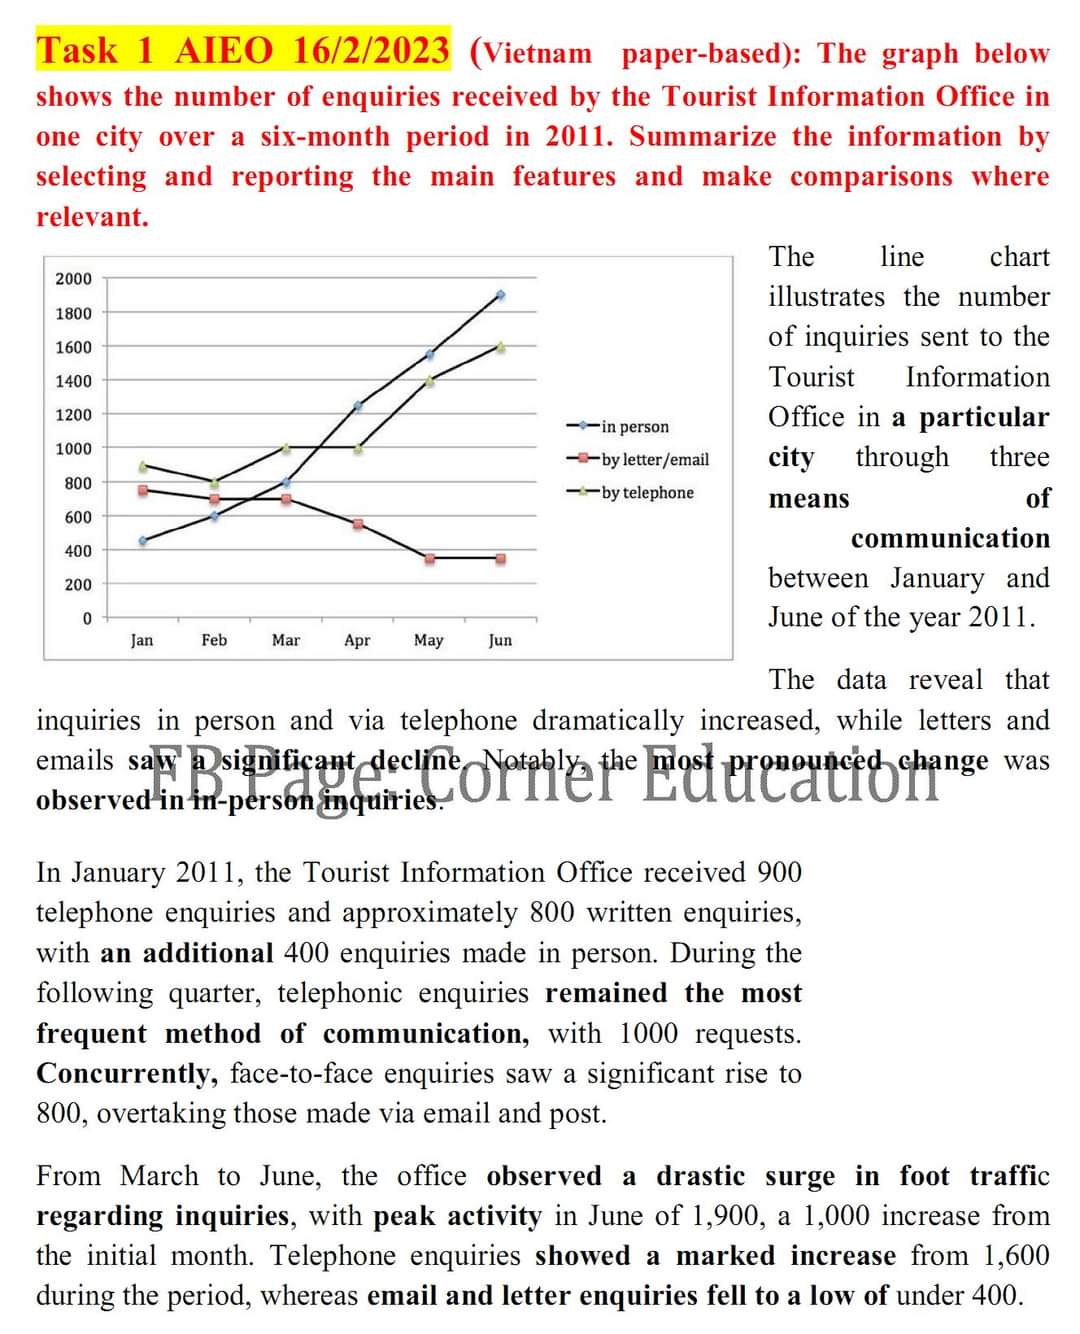 Task 1 AIEO 16/2/2023 (Vietnam paper-based): The graph below
shows the number of enquiries received by the Tourist Information Office in
one city over a six-month period in 2011. Summarize the information by
selecting and reporting the main features and make comparisons where
relevant.
2000
1800
1600
1400
1200
1000
800
600
400
200
0
Jan Feb Mar Apr May Jun
in person
by letter/email
by telephone
The line chart
illustrates the number
of inquiries sent to the
Tourist Information
Office in a particular
city through three
means of
communication
between January and
June of the year 2011.
The data reveal that
inquiries in person and via telephone dramatically increased, while letters and
emails saw a significant decline. Notably, the most pronounced change was
observed in in-person inquiries.
FB Page: Corner Education
In January 2011, the Tourist Information Office received 900
telephone enquiries and approximately 800 written enquiries,
with an additional 400 enquiries made in person. During the
following quarter, telephonic enquiries remained the most
frequent method of communication, with 1000 requests.
Concurrently, face-to-face enquiries saw a significant rise to
800, overtaking those made via email and post.
From March to June, the office observed a drastic surge in foot traffic
regarding inquiries, with peak activity in June of 1,900, a 1,000 increase from
the initial month. Telephone enquiries showed a marked increase from 1,600
during the period, whereas email and letter enquiries fell to a low of under 400.